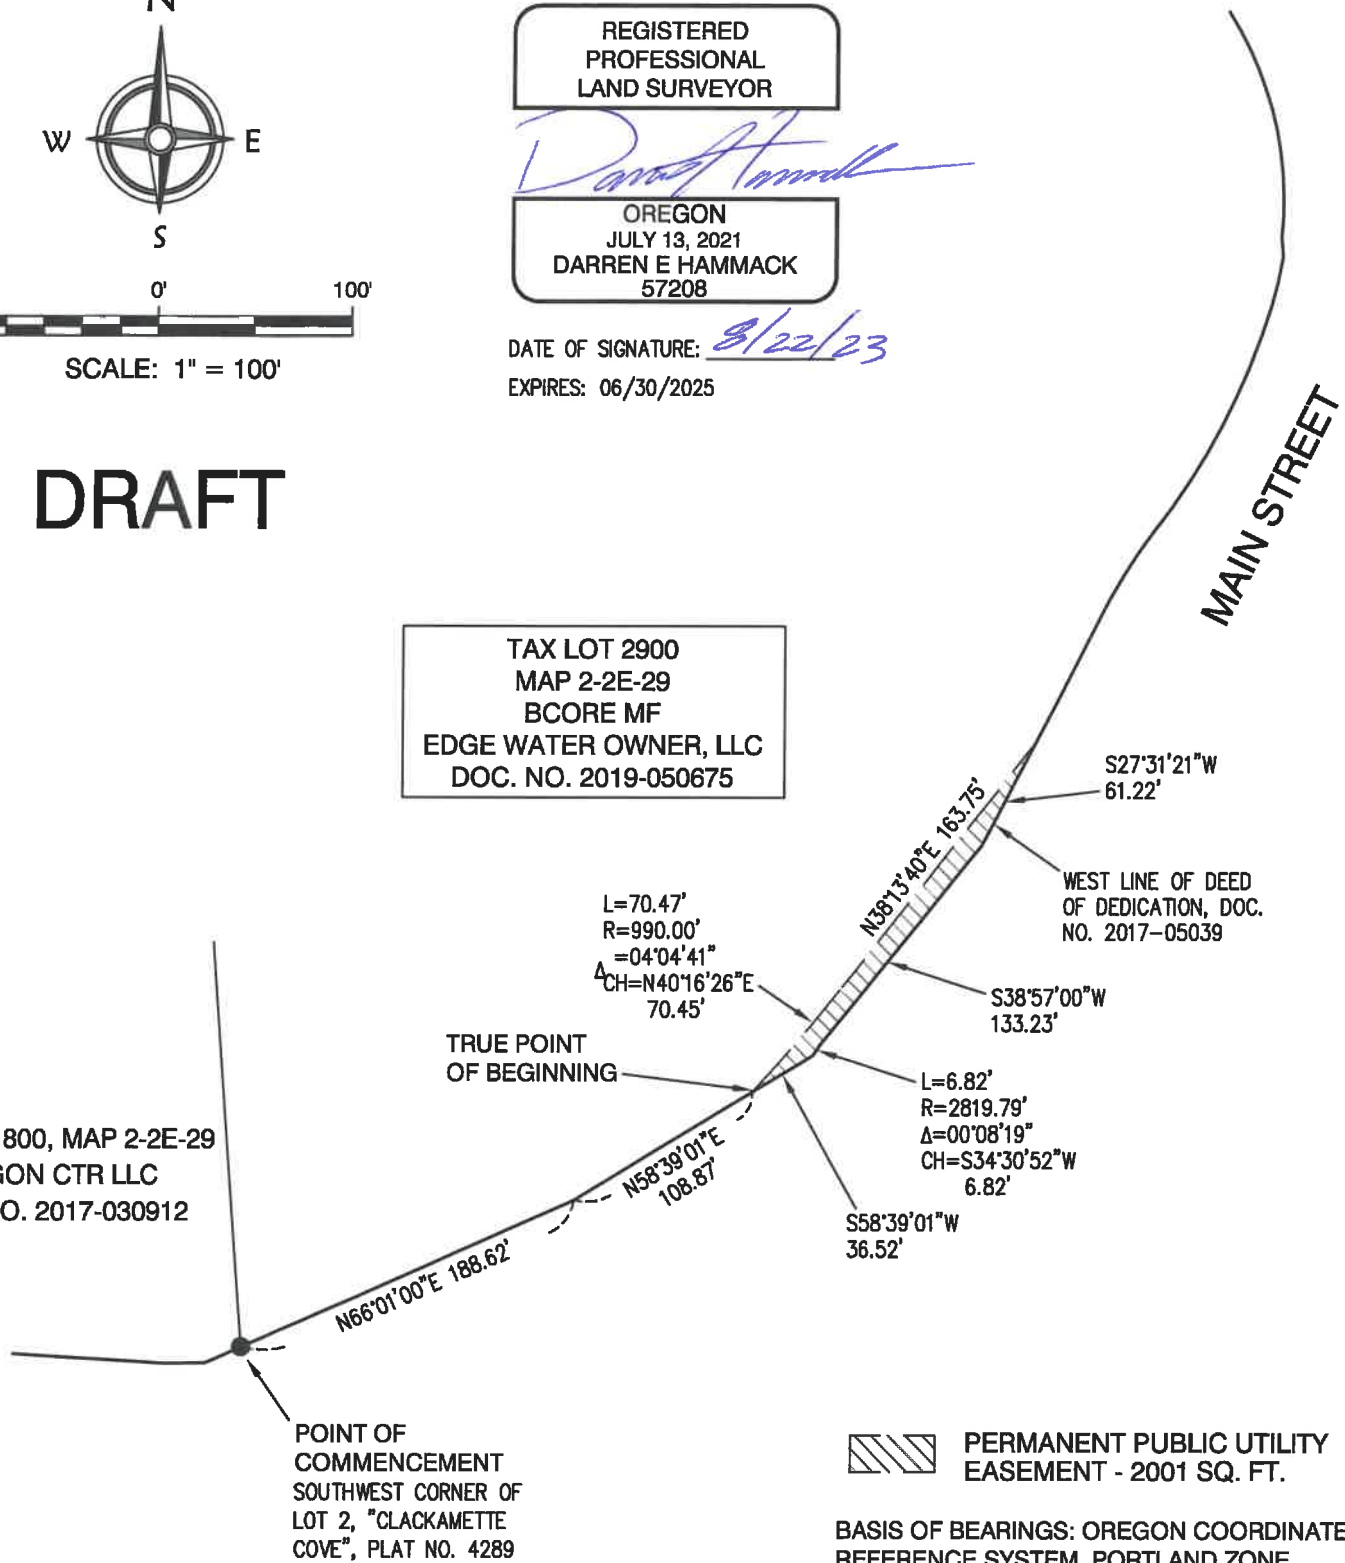 N
W
E
S
0'
100'
SCALE: 1" = 100'
REGISTERED
PROFESSIONAL
LAND SURVEYOR
OREGON
JULY 13, 2021
DARREN E HAMMACK
57208
DATE OF SIGNATURE: 8/22/23
EXPIRES: 06/30/2025
DRAFT
MAIN STREET
TAX LOT 2900
MAP 2-2E-29
BCORE MF
EDGE WATER OWNER, LLC
DOC. NO. 2019-050675
S27°31'21"W
61.22'
N38°13'40"E 163.75'
WEST LINE OF DEED
OF DEDICATION, DOC.
NO. 2017-05039
L=70.47'
R=990.00'
Δ=04°04'41"
CH=N40°16'26"E
70.45'
S38°57'00"W
133.23'
TRUE POINT
OF BEGINNING
L=6.82'
R=2819.79'
Δ=00°08'19"
CH=S34°30'52"W
6.82'
N58°39'01"E
108.87'
S58°39'01"W
36.52'
800, MAP 2-2E-29
GON CTR LLC
O. 2017-030912
N66°01'00"E 188.62'
POINT OF
COMMENCEMENT
SOUTHWEST CORNER OF
LOT 2, "CLACKAMETTE
COVE", PLAT NO. 4289
PERMANENT PUBLIC UTILITY
EASEMENT - 2001 SQ. FT.
BASIS OF BEARINGS: OREGON COORDINATE
REFERENCE SYSTEM, PORTLAND ZONE